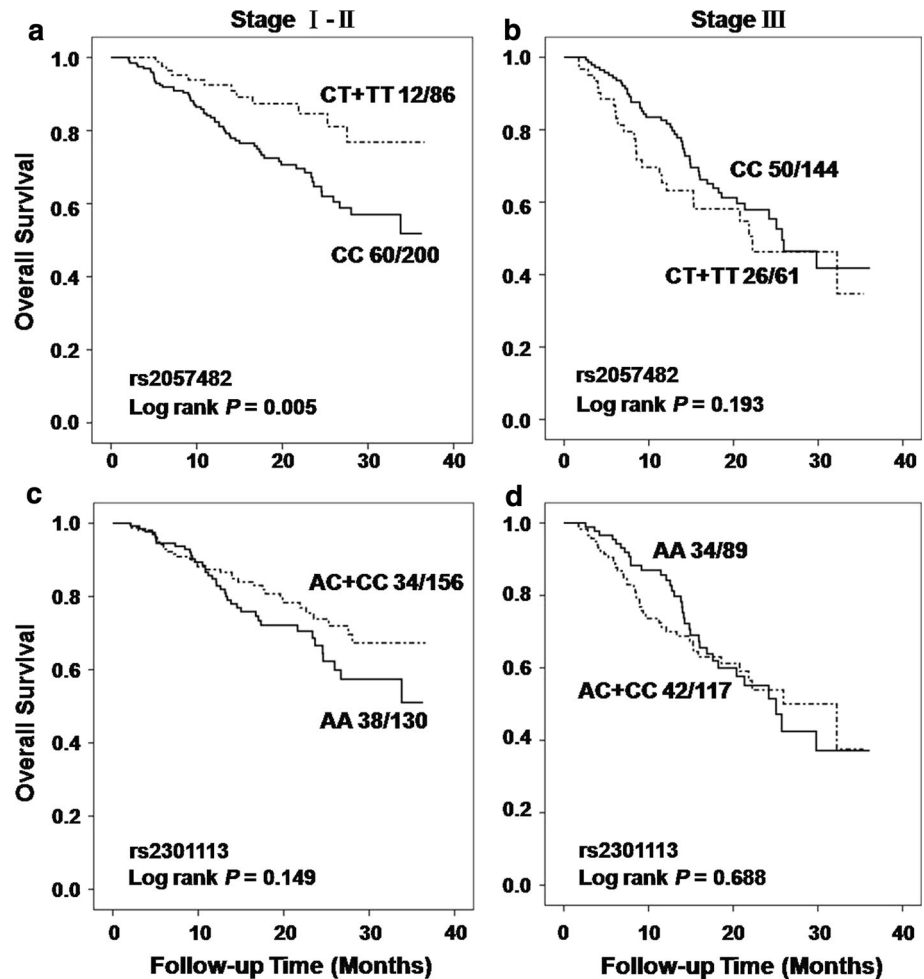 Stage Ⅰ - Ⅱ
Stage Ⅲ
a
b
1.0
0.8
0.6
0.4
0.2
0.0
Overall Survival
CT+TT 12/86
CC 60/200
rs2057482
Log rank P = 0.005
0 10 20 30 40
1.0
0.8
0.6
0.4
0.2
0.0
CC 50/144
CT+TT 26/61
rs2057482
Log rank P = 0.193
0 10 20 30 40
c
d
1.0
0.8
0.6
0.4
0.2
0.0
Overall Survival
AC+CC 34/156
AA 38/130
rs2301113
Log rank P = 0.149
0 10 20 30 40
Follow-up Time (Months)
1.0
0.8
0.6
0.4
0.2
0.0
AA 34/89
AC+CC 42/117
rs2301113
Log rank P = 0.688
0 10 20 30 40
Follow-up Time (Months)